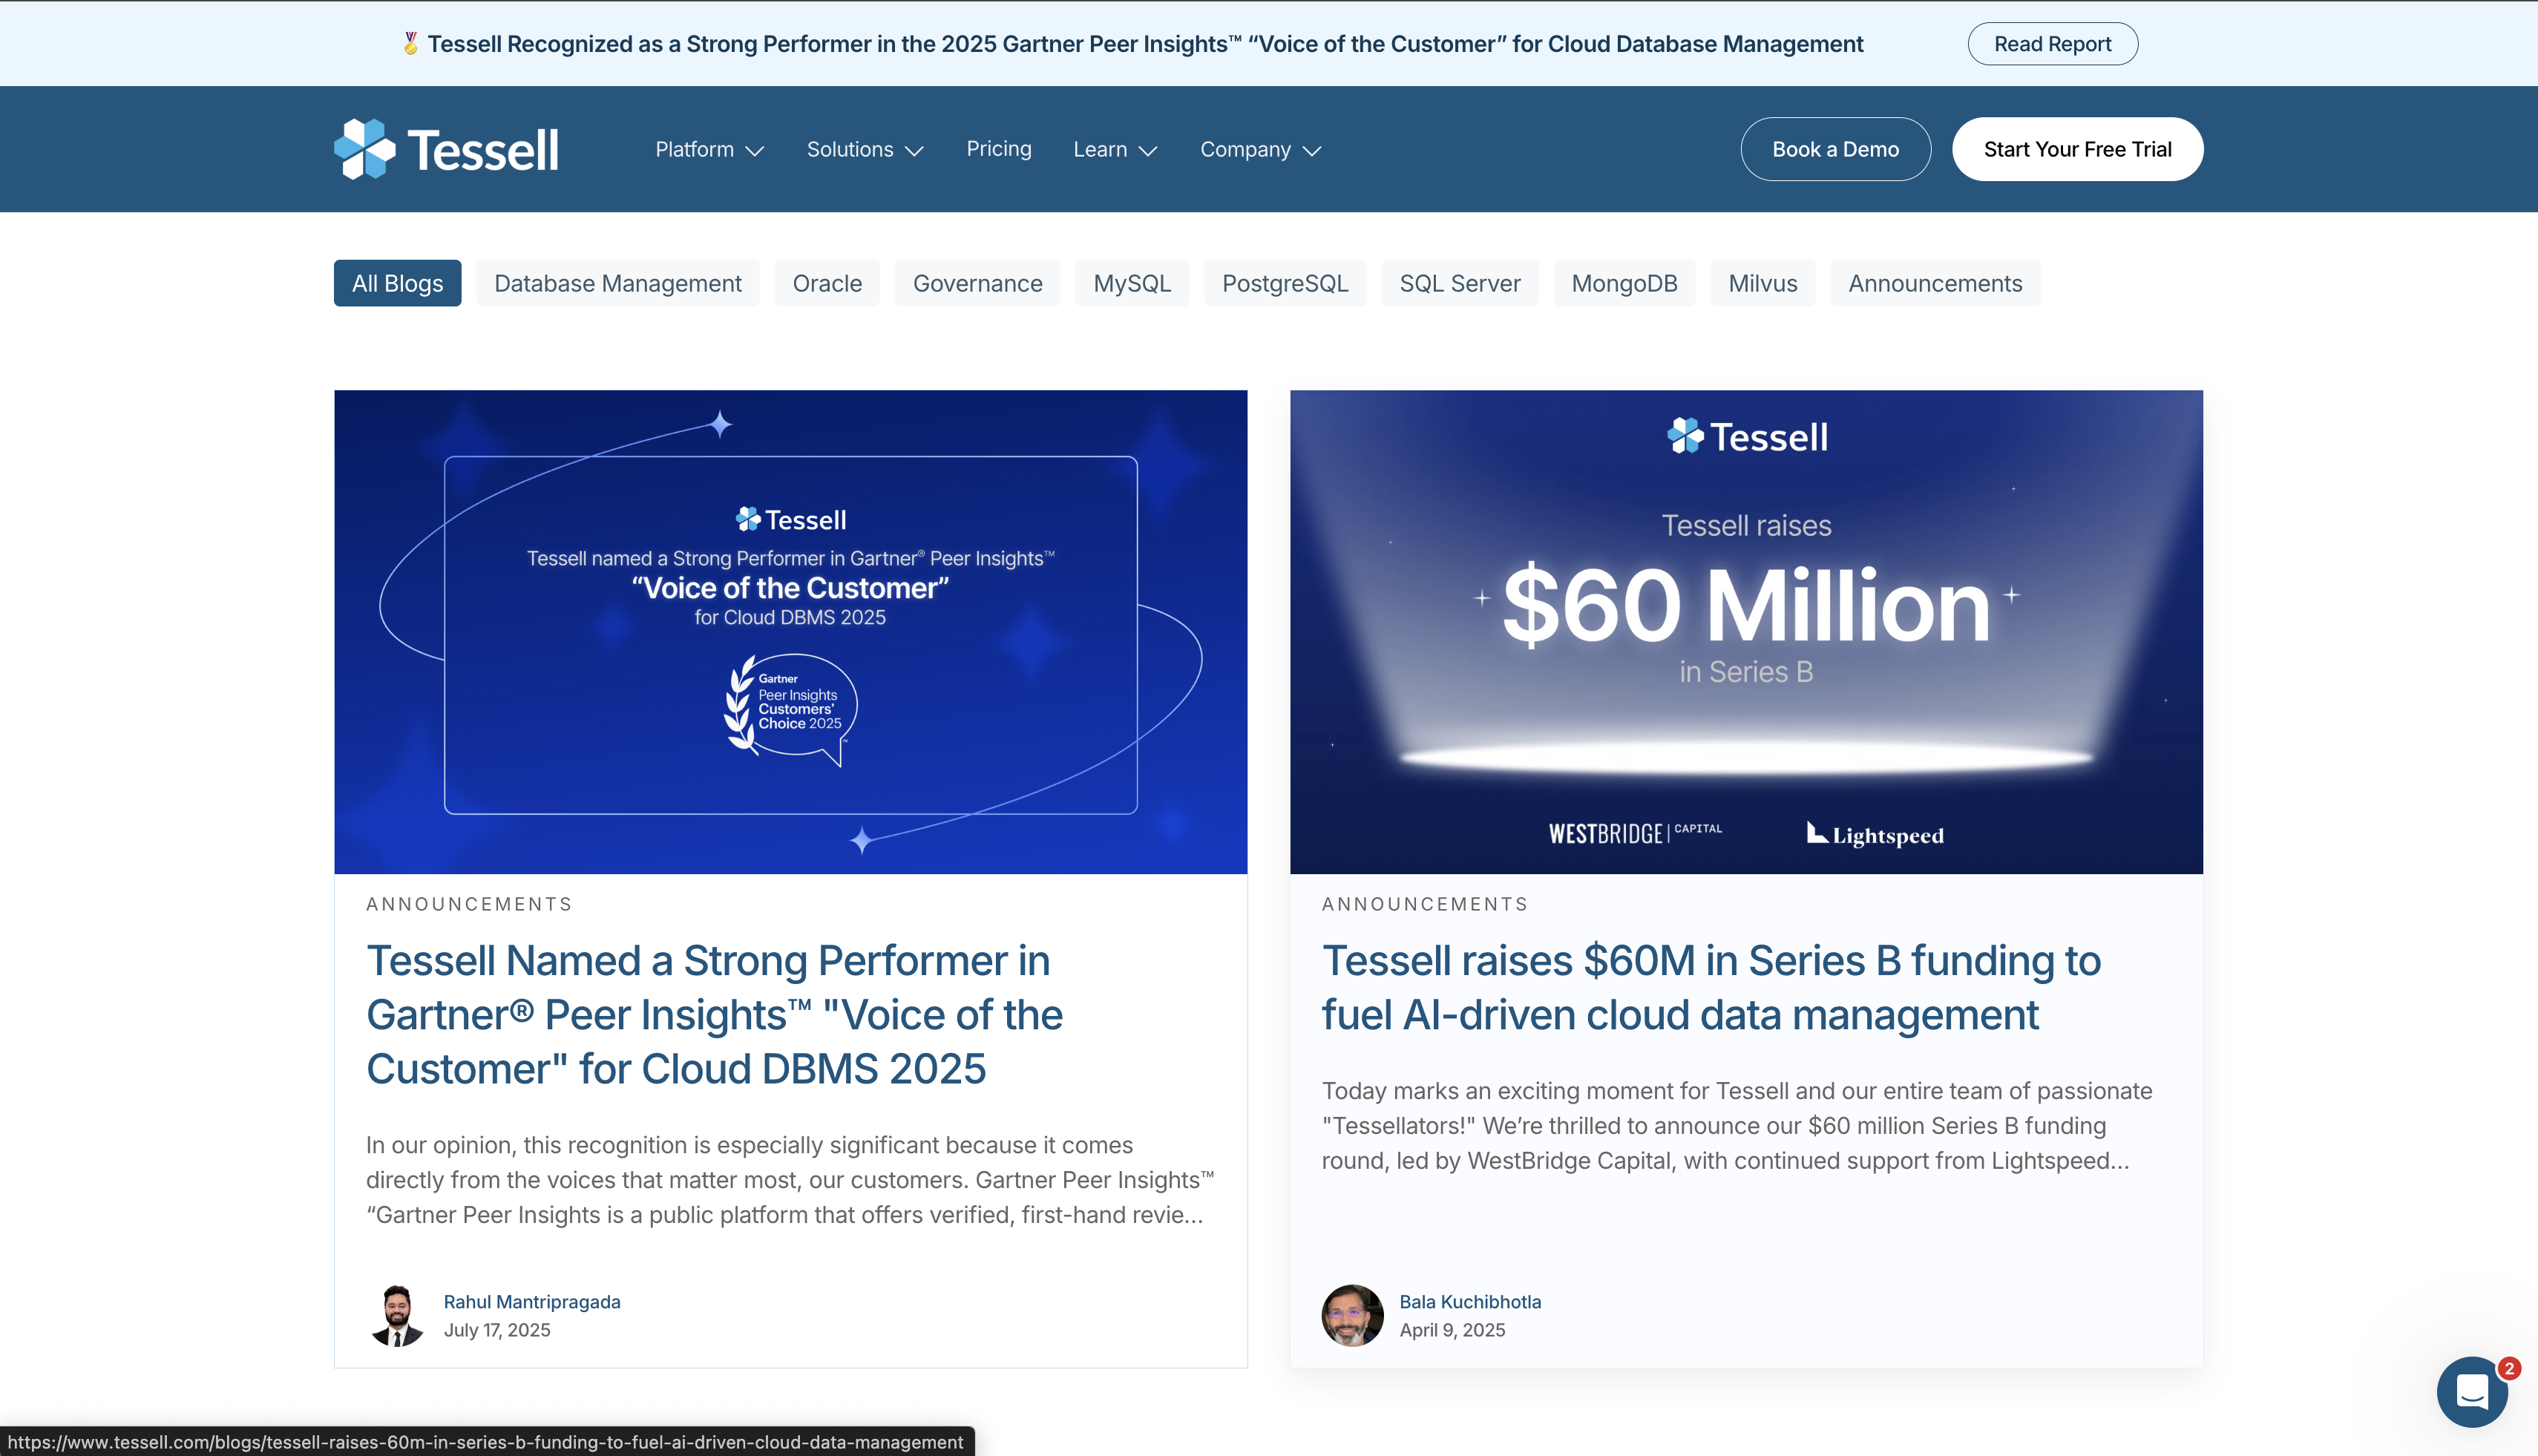 🏅 Tessell Recognized as a Strong Performer in the 2025 Gartner Peer Insights™ “Voice of the Customer” for Cloud Database Management
Read Report
Tessell
Platform
Solutions
Pricing
Learn
Company
Book a Demo
Start Your Free Trial
All Blogs
Database Management
Oracle
Governance
MySQL
PostgreSQL
SQL Server
MongoDB
Milvus
Announcements
Tessell
Tessell named a Strong Performer in Gartner® Peer Insights™
“Voice of the Customer”
for Cloud DBMS 2025
Gartner
Peer Insights
Customers’
Choice 2025
™
ANNOUNCEMENTS
Tessell Named a Strong Performer in
Gartner® Peer Insights™ "Voice of the
Customer" for Cloud DBMS 2025
In our opinion, this recognition is especially significant because it comes
directly from the voices that matter most, our customers. Gartner Peer Insights™
“Gartner Peer Insights is a public platform that offers verified, first-hand revie...
Rahul Mantripragada
July 17, 2025
Tessell
Tessell raises
$60 Million
in Series B
WESTBRIDGE | CAPITAL
Lightspeed
ANNOUNCEMENTS
Tessell raises $60M in Series B funding to
fuel AI-driven cloud data management
Today marks an exciting moment for Tessell and our entire team of passionate
"Tessellators!" We’re thrilled to announce our $60 million Series B funding
round, led by WestBridge Capital, with continued support from Lightspeed...
Bala Kuchibhotla
April 9, 2025
2
https://www.tessell.com/blogs/tessell-raises-60m-in-series-b-funding-to-fuel-ai-driven-cloud-data-management